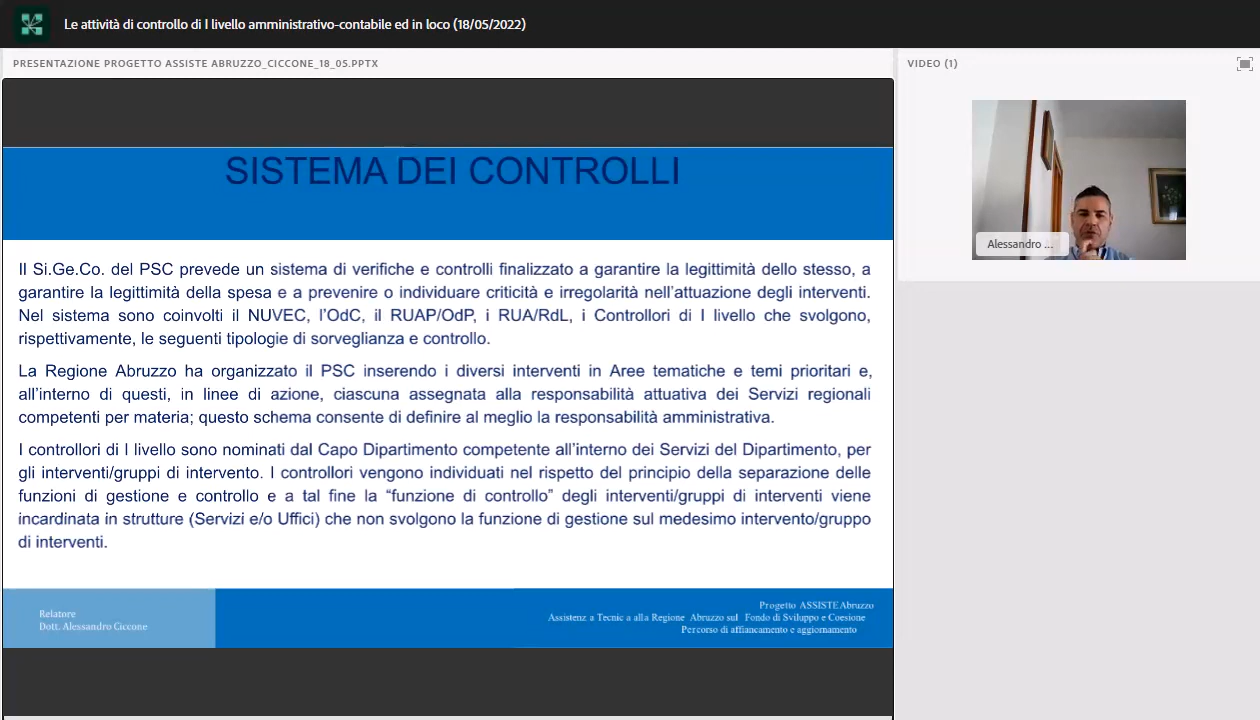 Le attività di controllo di I livello amministrativo-contabile ed in loco (18/05/2022)
PRESENTAZIONE PROGETTO ASSISTE ABRUZZO_CICCONE_18_05.PPTX
VIDEO (1)
SISTEMA DEI CONTROLLI
Il Si.Ge.Co. del PSC prevede un sistema di verifiche e controlli finalizzato a garantire la legittimità dello stesso, a
garantire la legittimità della spesa e a prevenire o individuare criticità e irregolarità nell’attuazione degli interventi.
Nel sistema sono coinvolti il NUVEC, l’OdC, il RUAP/OdP, i RUA/RdL, i Controllori di I livello che svolgono,
rispettivamente, le seguenti tipologie di sorveglianza e controllo.
La Regione Abruzzo ha organizzato il PSC inserendo i diversi interventi in Aree tematiche e temi prioritari e,
all’interno di questi, in linee di azione, ciascuna assegnata alla responsabilità attuativa dei Servizi regionali
competenti per materia; questo schema consente di definire al meglio la responsabilità amministrativa.
I controllori di I livello sono nominati dal Capo Dipartimento competente all’interno dei Servizi del Dipartimento, per
gli interventi/gruppi di intervento. I controllori vengono individuati nel rispetto del principio della separazione delle
funzioni di gestione e controllo e a tal fine la “funzione di controllo” degli interventi/gruppi di interventi viene
incardinata in strutture (Servizi e/o Uffici) che non svolgono la funzione di gestione sul medesimo intervento/gruppo
di interventi.
Alessandro ...
Relatore
Dott. Alessandro Ciccone
Progetto ASSISTE Abruzzo
Assistenz a Tecnic a alla Regione Abruzzo sul Fondo di Sviluppo e Coesione
Percorso di affiancamento e aggiornamento